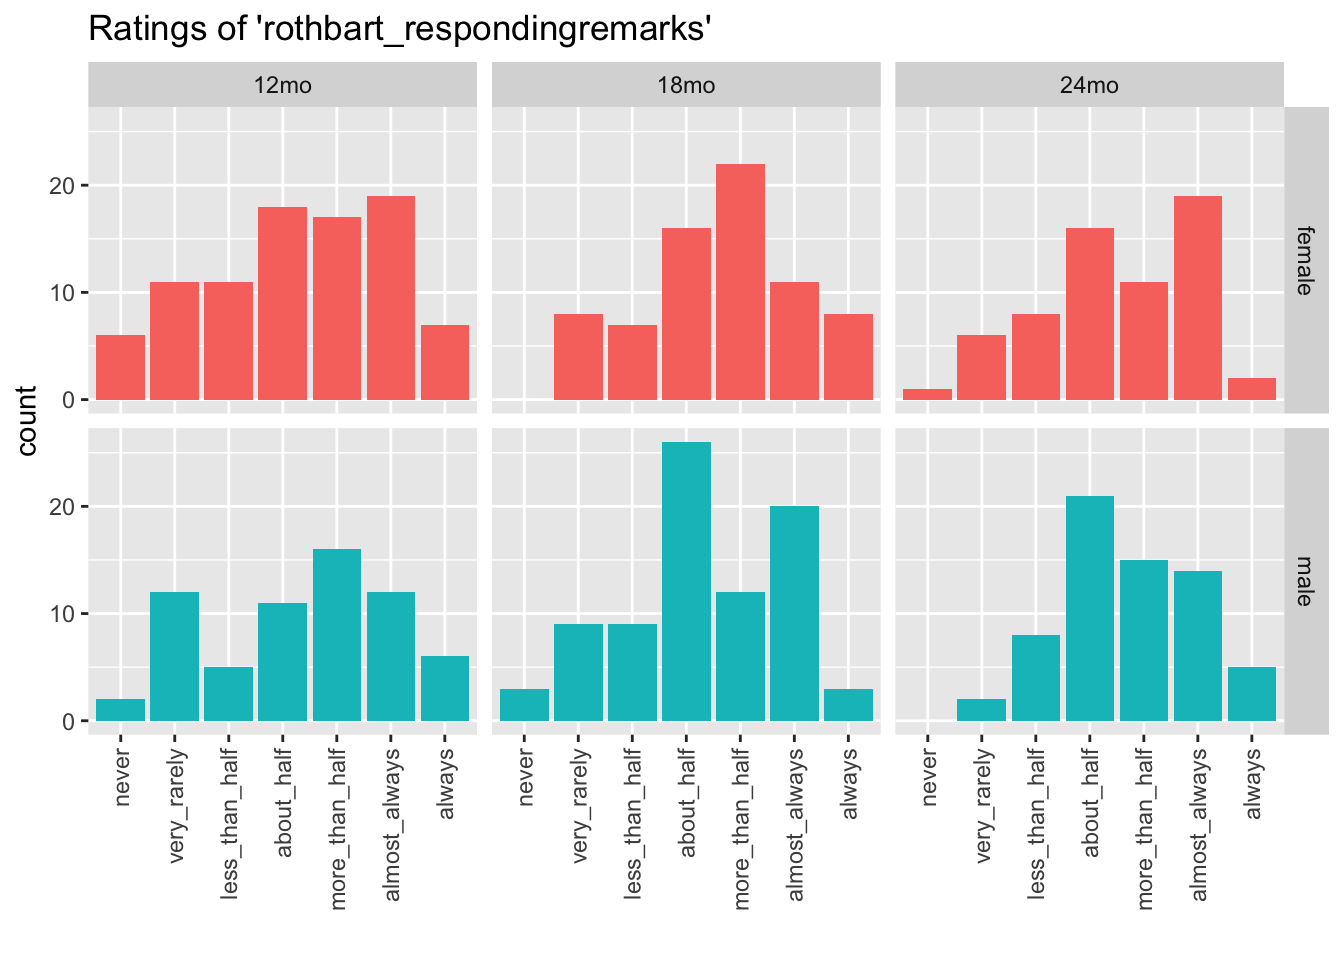 Ratings of 'rothbart_respondingremarks'
12mo 18mo 24mo
20
10
0
female
count
20
10
0
male
never very_rarely less_than_half about_half more_than_half almost_always always never very_rarely less_than_half about_half more_than_half almost_always always never very_rarely less_than_half about_half more_than_half almost_always always